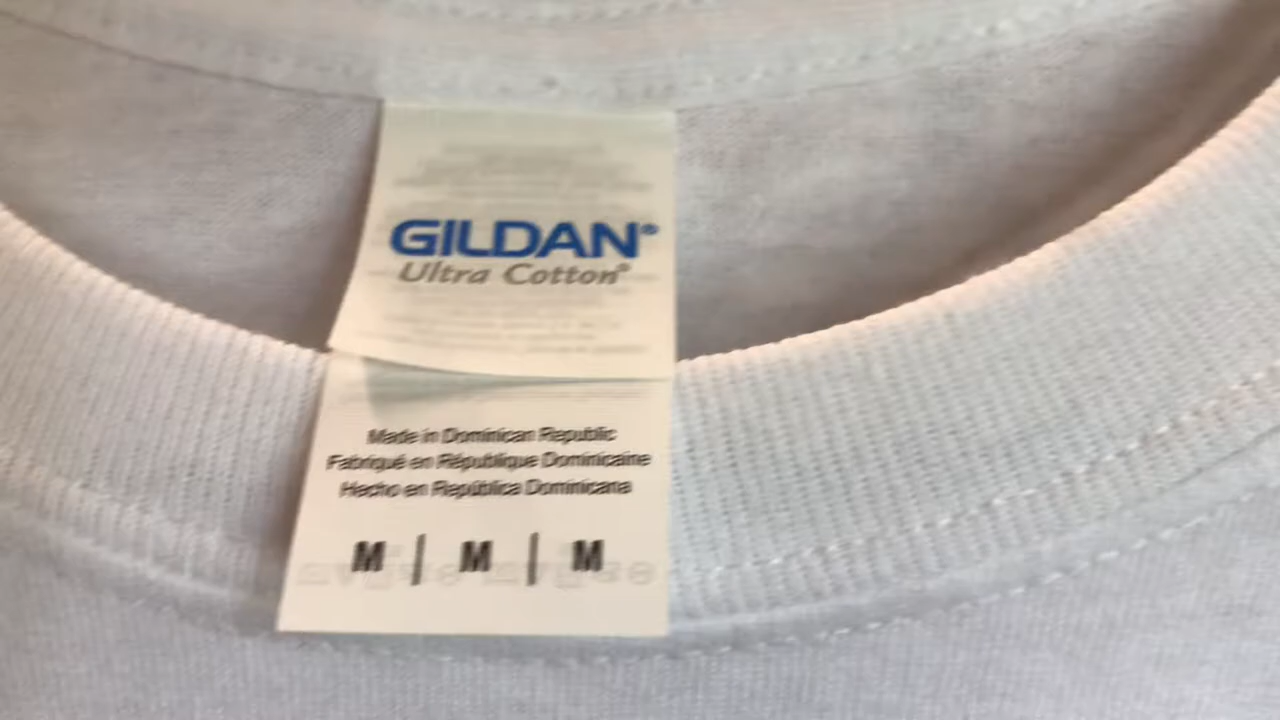 GILDAN®
Ultra Cotton®
Made in Dominican Republic
Fabriqué en République Dominicaine
Hecho en República Dominicana
M | M | M